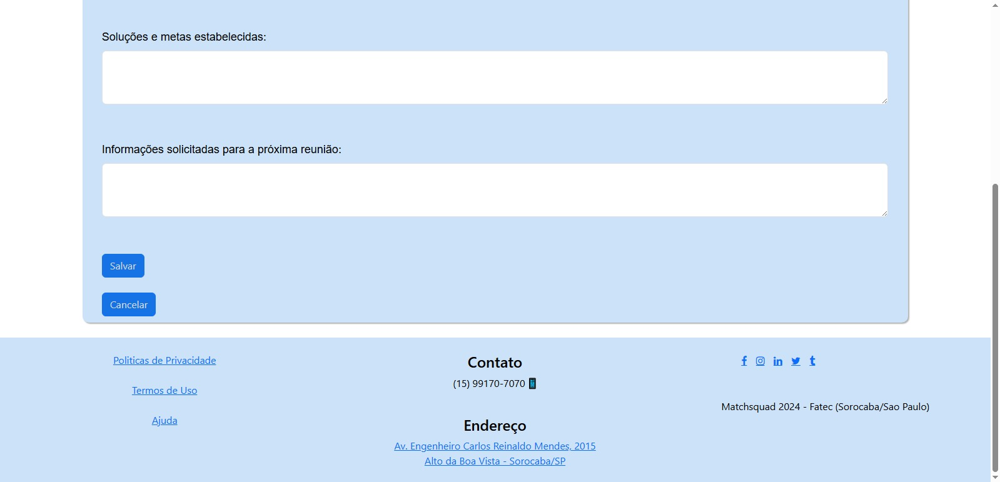 Soluções e metas estabelecidas:
Informações solicitadas para a próxima reunião:
Salvar
Cancelar
Politicas de Privacidade
Termos de Uso
Ajuda
Contato
(15) 99170-7070
Endereço
Av. Engenheiro Carlos Reinaldo Mendes, 2015
Alto da Boa Vista - Sorocaba/SP
Matchsquad 2024 - Fatec (Sorocaba/Sao Paulo)